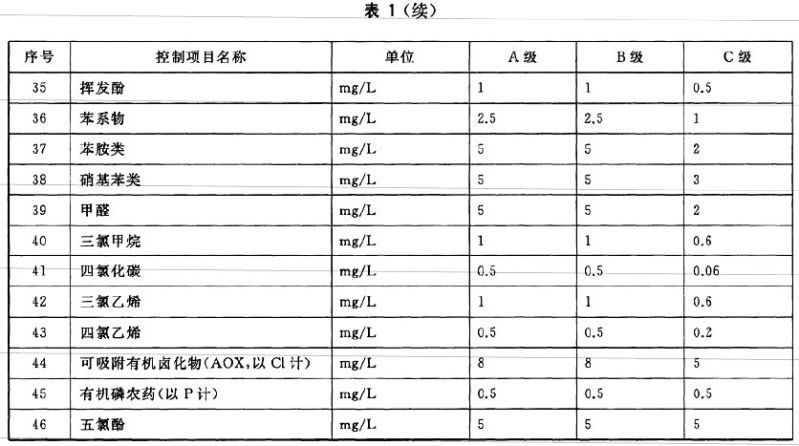 表 1(续)
序号 控制项目名称 单位 A 级 B 级 C 级
35 挥发酚 mg/L 1 1 0.5
36 苯系物 mg/L 2.5 2.5 1
37 苯胺类 mg/L 5 5 2
38 硝基苯类 mg/L 5 5 3
39 甲醛 mg/L 5 5 2
40 三氯甲烷 mg/L 1 1 0.6
41 四氯化碳 mg/L 0.5 0.5 0.06
42 三氯乙烯 mg/L 1 1 0.6
43 四氯乙烯 mg/L 0.5 0.5 0.2
44 可吸附有机卤化物(AOX,以 Cl 计) mg/L 8 8 5
45 有机磷农药(以 P 计) mg/L 0.5 0.5 0.5
46 五氯酚 mg/L 5 5 5